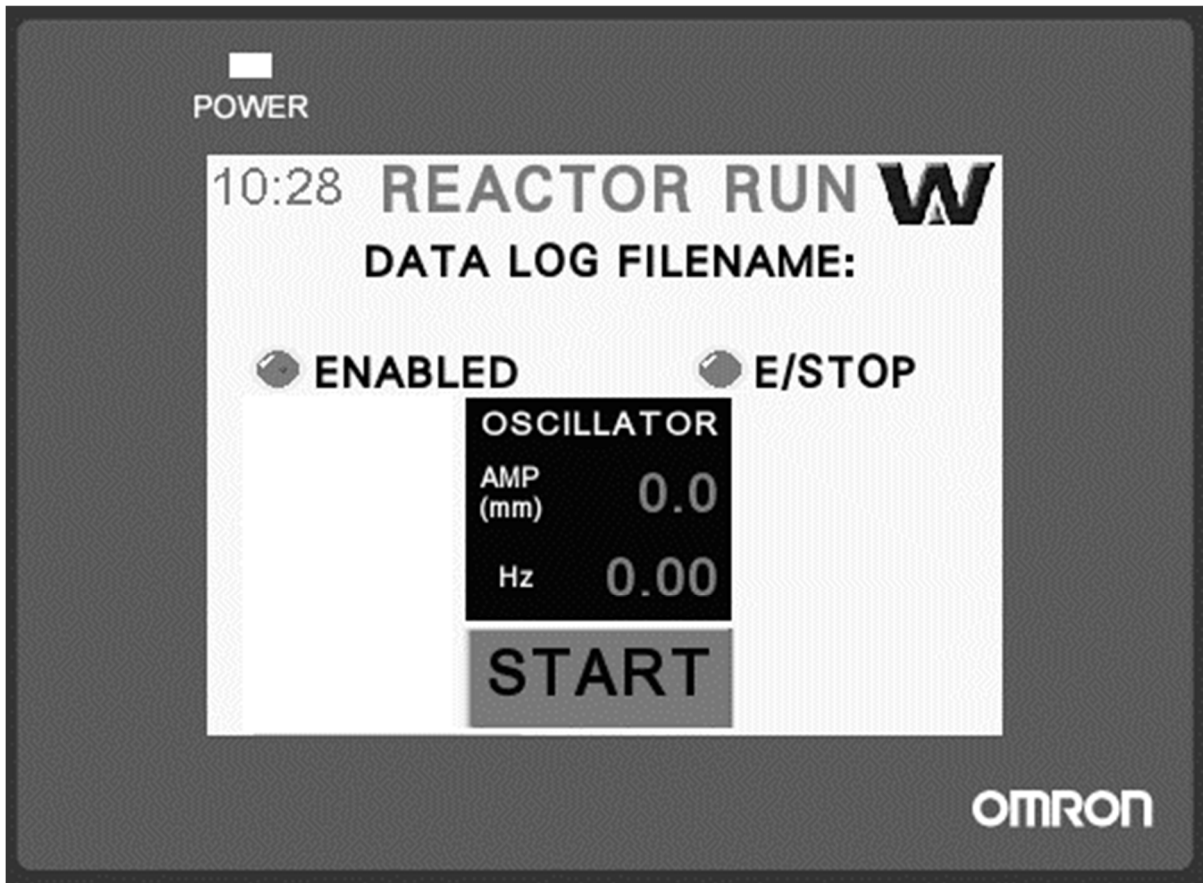 POWER
10:28 REACTOR RUN W
DATA LOG FILENAME:
ENABLED E/STOP
OSCILLATOR
AMP
(mm) 0.0
Hz 0.00
START
OMRON